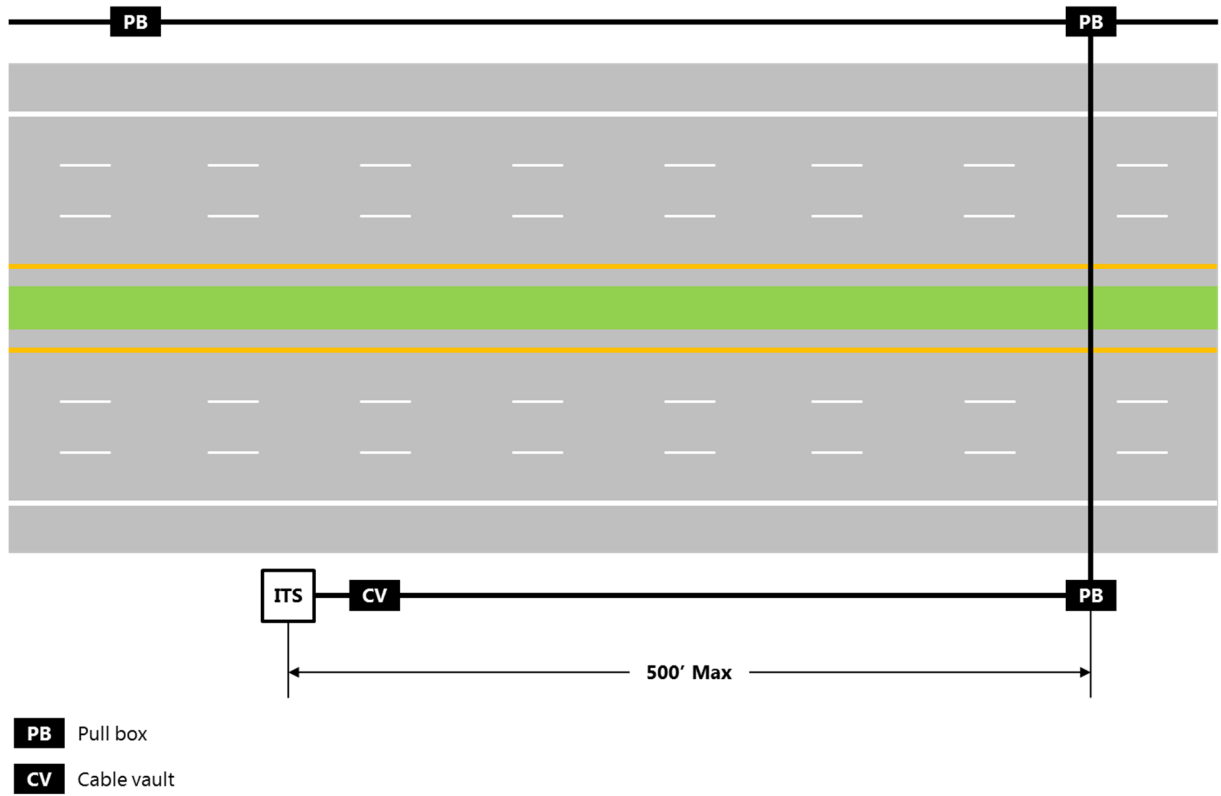 PB PB
ITS CV PB
500′ Max
PB Pull box
CV Cable vault